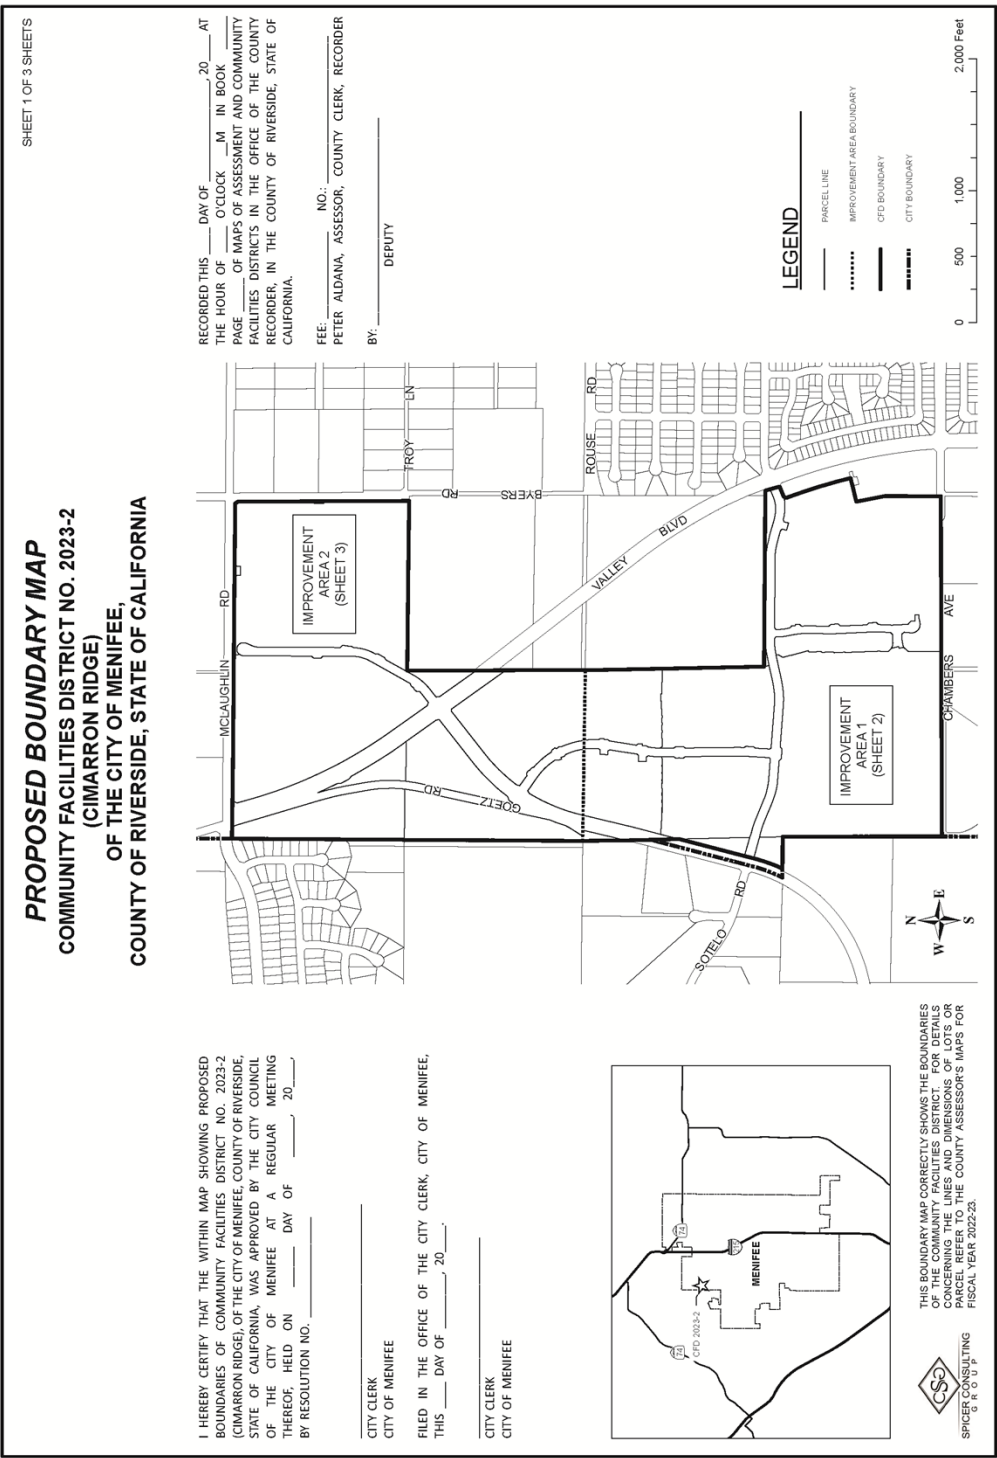 SHEET 1 OF 3 SHEETS
PROPOSED BOUNDARY MAP
COMMUNITY FACILITIES DISTRICT NO. 2023-2
(CIMARRON RIDGE)
OF THE CITY OF MENIFEE,
COUNTY OF RIVERSIDE, STATE OF CALIFORNIA
I HEREBY CERTIFY THAT THE WITHIN MAP SHOWING PROPOSED
BOUNDARIES OF COMMUNITY FACILITIES DISTRICT NO. 2023-2
(CIMARRON RIDGE), OF THE CITY OF MENIFEE, COUNTY OF RIVERSIDE,
STATE OF CALIFORNIA, WAS APPROVED BY THE CITY COUNCIL
OF THE CITY OF MENIFEE AT A REGULAR MEETING
THEREOF, HELD ON ______ DAY OF ______, 20___,
BY RESOLUTION NO. ______
CITY CLERK
CITY OF MENIFEE
FILED IN THE OFFICE OF THE CITY CLERK, CITY OF MENIFEE,
THIS ____ DAY OF ______, 20___.
CITY CLERK
CITY OF MENIFEE
RECORDED THIS ____ DAY OF ______, 20___ AT
THE HOUR OF ____ O'CLOCK __M IN BOOK ____
PAGE ____ OF MAPS OF ASSESSMENT AND COMMUNITY
FACILITIES DISTRICTS IN THE OFFICE OF THE COUNTY
RECORDER, IN THE COUNTY OF RIVERSIDE, STATE OF
CALIFORNIA.
FEE: ______ NO.: ______
PETER ALDANA, ASSESSOR, COUNTY CLERK, RECORDER
BY: ______
DEPUTY
MCLAUGHLIN RD
IMPROVEMENT
AREA 2
(SHEET 3)
TROY LN
BYERS RD
ROUSE RD
VALLEY BLVD
GOETZ RD
SOTELO RD
IMPROVEMENT
AREA 1
(SHEET 2)
CHAMBERS AVE
N
W E
S
LEGEND
PARCEL LINE
IMPROVEMENT AREA BOUNDARY
CFD BOUNDARY
CITY BOUNDARY
0 500 1,000 2,000 Feet
74
74
215
CFD 2023-2
MENIFEE
CSG
SPICER CONSULTING
GROUP
THIS BOUNDARY MAP CORRECTLY SHOWS THE BOUNDARIES
OF THE COMMUNITY FACILITIES DISTRICT. FOR DETAILS
CONCERNING THE LINES AND DIMENSIONS OF LOTS OR
PARCEL REFER TO THE COUNTY ASSESSOR'S MAPS FOR
FISCAL YEAR 2022-23.